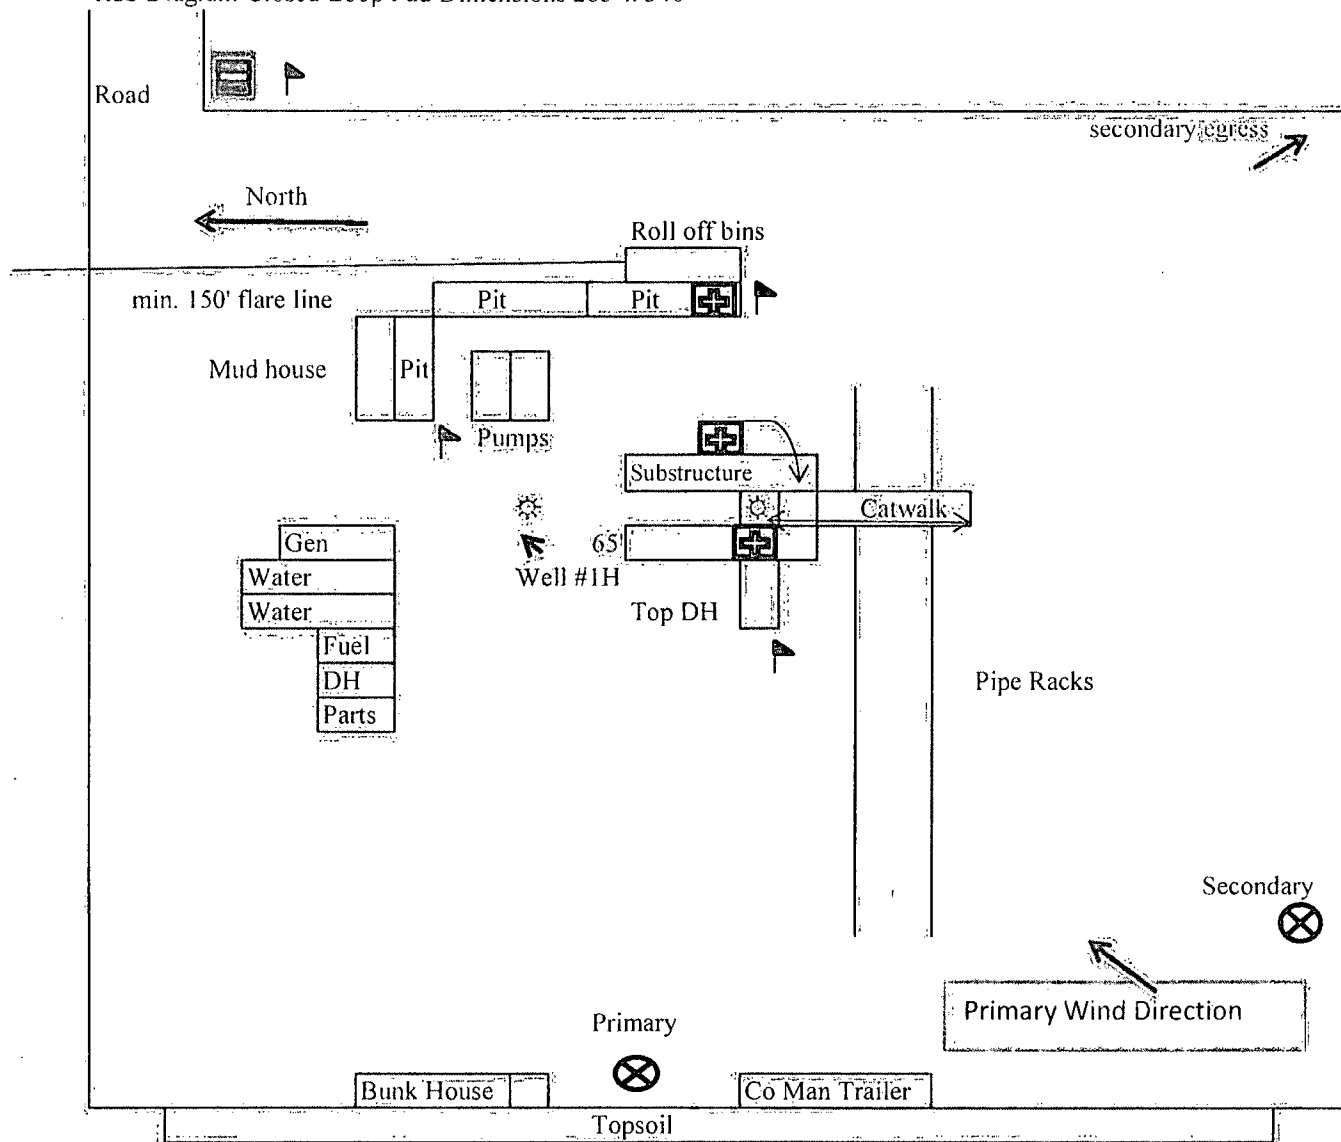 Road
secondary egress
North
Roll off bins
min. 150' flare line
Pit
Pit
Mud house
Pit
Pumps
Substructure
Catwalk
Gen
65'
Water
Well #1H
Water
Top DH
Fuel
DH
Pipe Racks
Parts
Secondary
Primary Wind Direction
Primary
Bunk House
Co Man Trailer
Topsoil